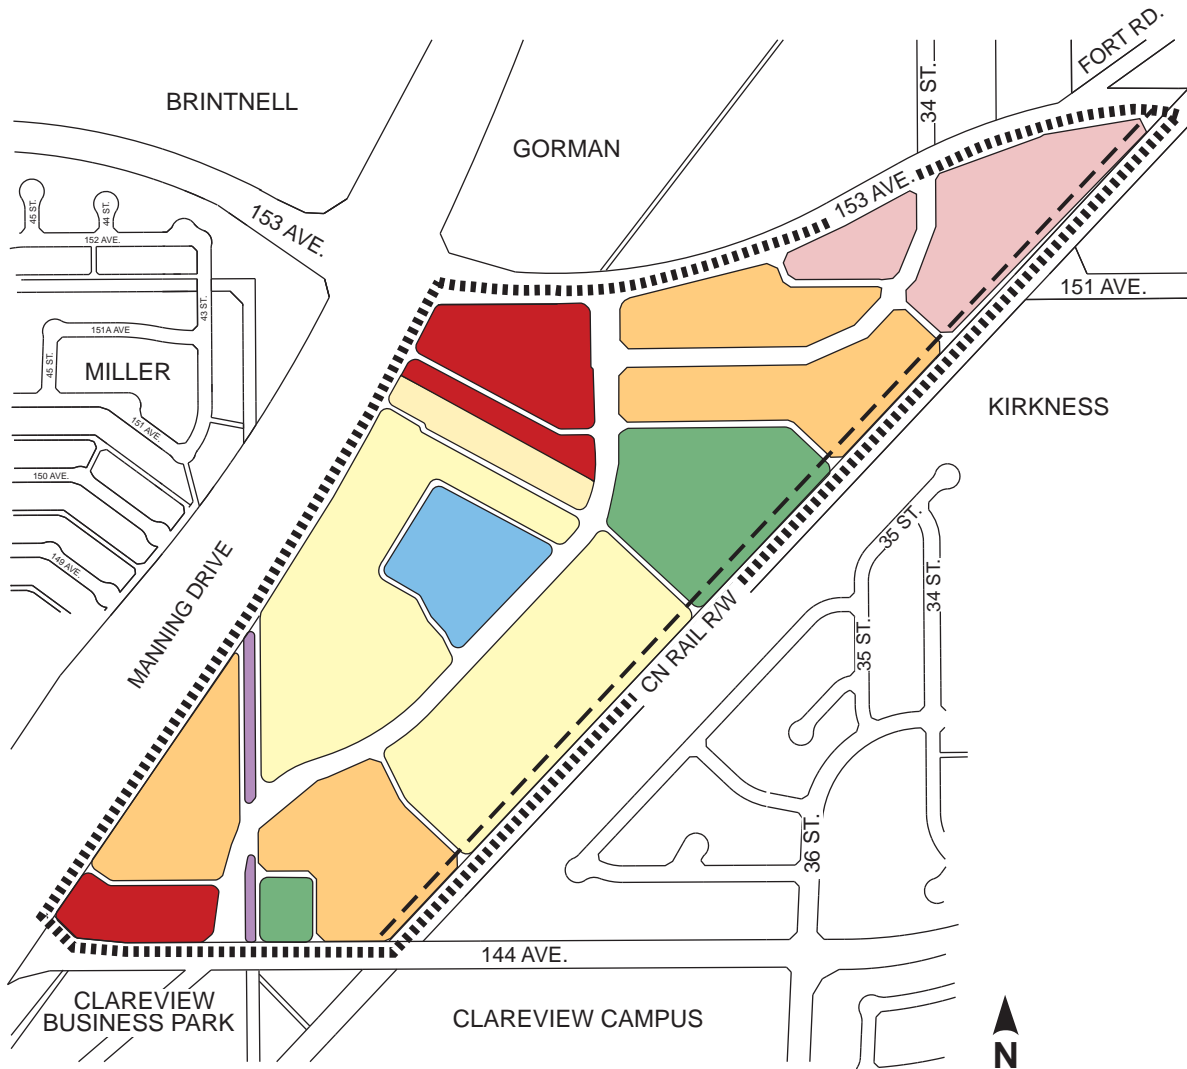 FORT RD.
BRINTNELL
34 ST.
GORMAN
45 ST.
44 ST.
153 AVE.
153 AVE.
152 AVE.
151 AVE.
43 ST.
151A AVE
45 ST.
MILLER
KIRKNESS
151 AVE.
150 AVE.
35 ST.
149 AVE.
MANNING DRIVE
34 ST.
CN RAIL R/W
35 ST.
36 ST.
144 AVE.
CLAREVIEW
BUSINESS PARK
CLAREVIEW CAMPUS
N